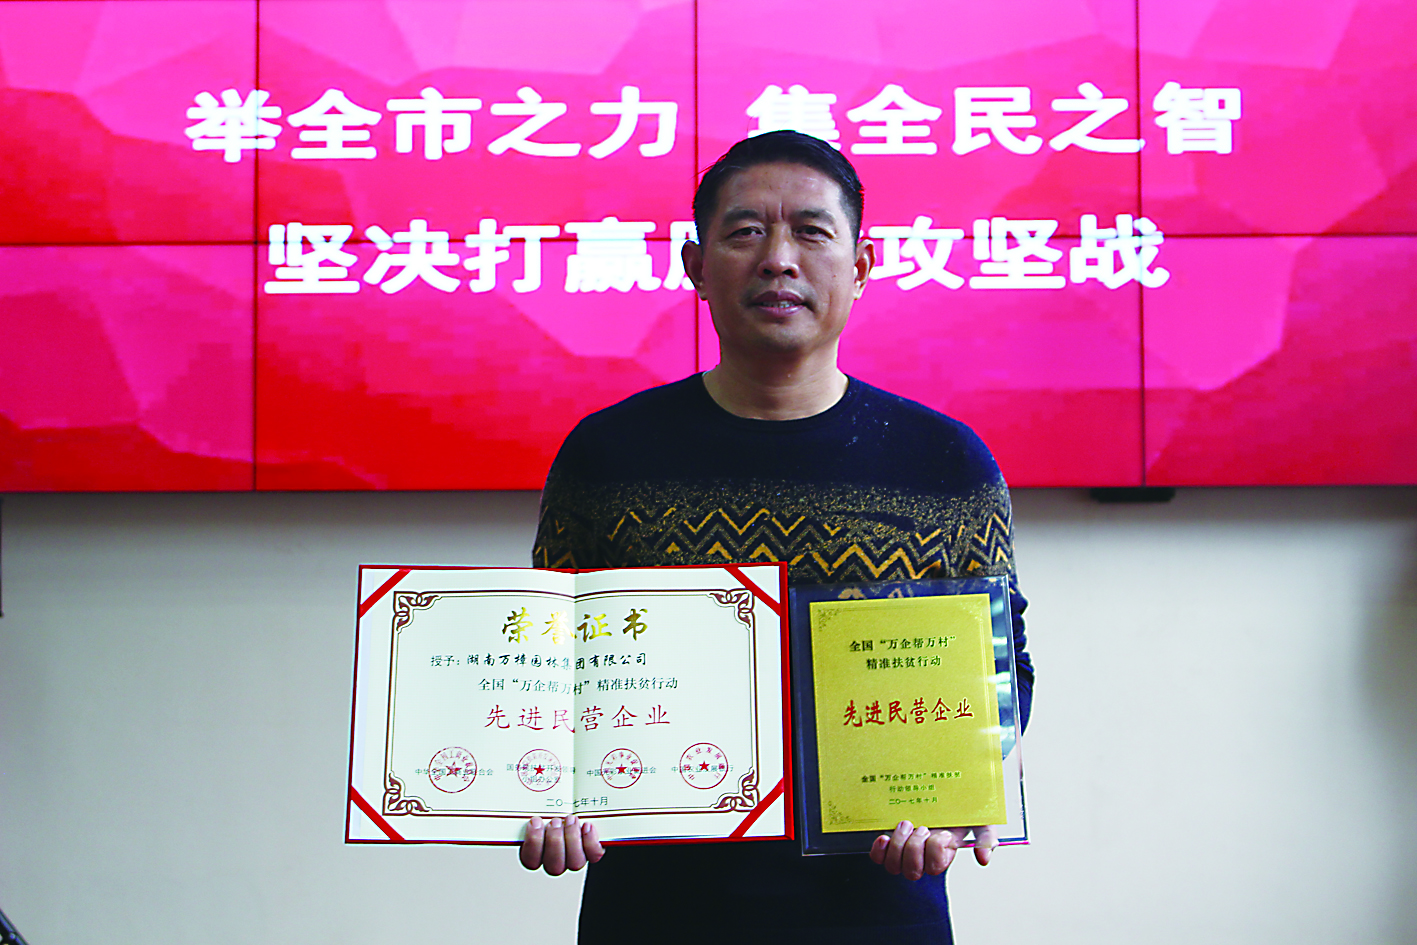 举全市之力 集全民之智
坚决打赢 攻坚战
荣誉证书
授予：湖南万樟园林集团有限公司
全国“万企帮万村”精准扶贫行动
先进民营企业
二〇一七年十月
全国“万企帮万村”
精准扶贫行动
先进民营企业
全国“万企帮万村”精准扶贫
行动领导小组
二〇一七年十月